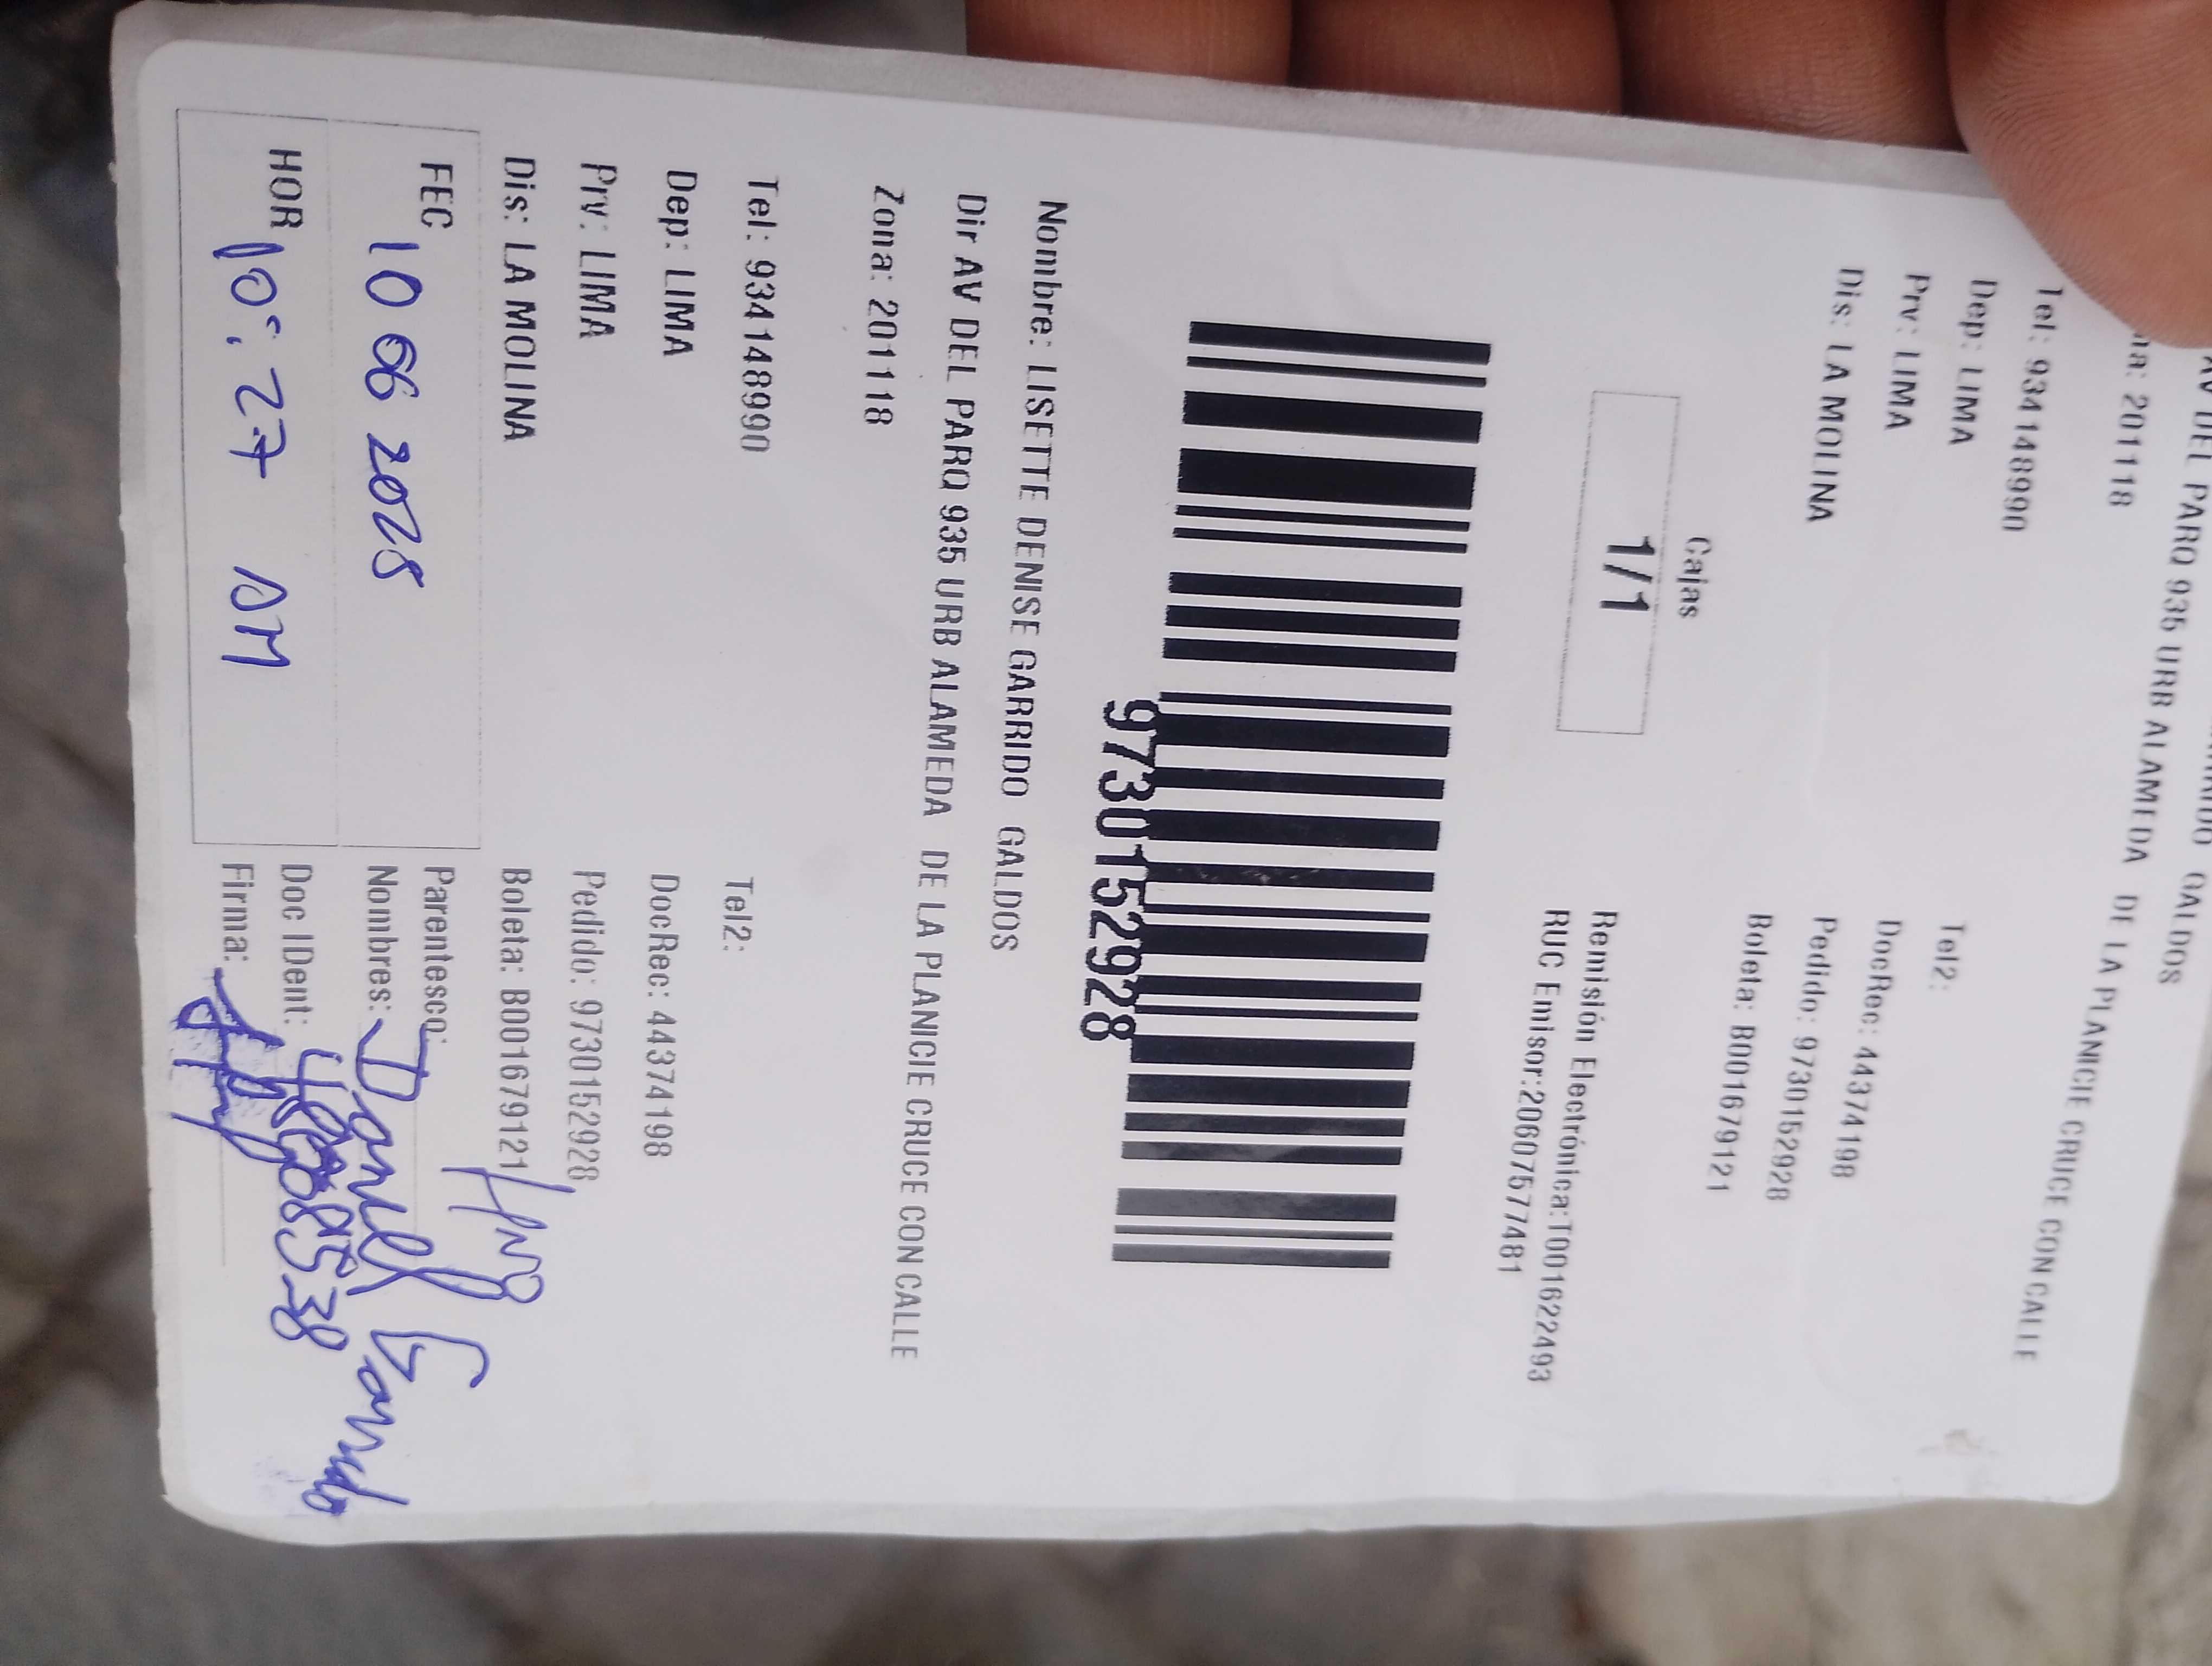 AV DEL PARQ 935 URB ALAMEDA DE LA PLANICIE CRUCE CON CALLE
GALDOS
201118
Tel: 934148990 Tel2:
Dep: LIMA DocRec: 44374198
Prv: LIMA Pedido: 9730152928
Dis: LA MOLINA Boleta: B001679121
Cajas
1/1
Remisión Electrónica:T001622493
RUC Emisor:20607577481
9730152928
Nombre: LISETTE DENISE GARRIDO GALDOS
Dir AV DEL PARQ 935 URB ALAMEDA DE LA PLANICIE CRUCE CON CALLE
Zona: 201118
Tel: 934148990 Tel2:
Dep: LIMA DocRec: 44374198
Prv: LIMA Pedido: 9730152928
Dis: LA MOLINA Boleta: B001679121
FEC 10 06 2025 Parentesco:
Nombres: Daniel Garrido
HOR 10:27 AM Doc IDent:
Firma: